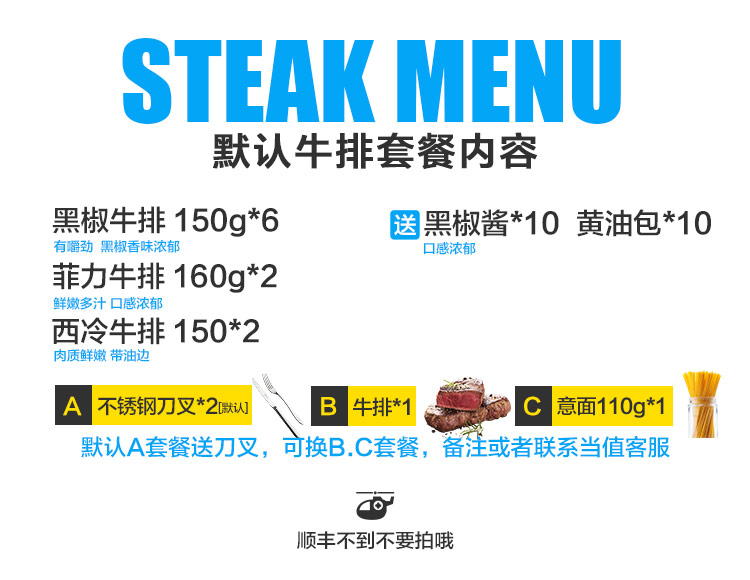 STEAK MENU
默认牛排套餐内容
黑椒牛排 150g*6
有嚼劲 黑椒香味浓郁
送 黑椒酱*10 黄油包*10
口感浓郁
菲力牛排 160g*2
鲜嫩多汁 口感浓郁
西冷牛排 150*2
肉质鲜嫩 带油边
A 不锈钢刀叉*2[默认]
B 牛排*1
C 意面110g*1
默认A套餐送刀叉，可换B.C套餐，备注或者联系当值客服
顺丰不到不要拍哦